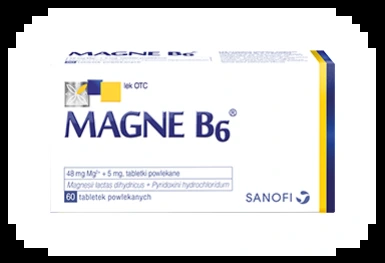 lek OTC
MAGNE B6®
48 mg Mg²⁺ + 5 mg, tabletki powlekane
Magnesii lactas dihydricus + Pyridoxini hydrochloridum
60 tabletek powlekanych
SANOFI